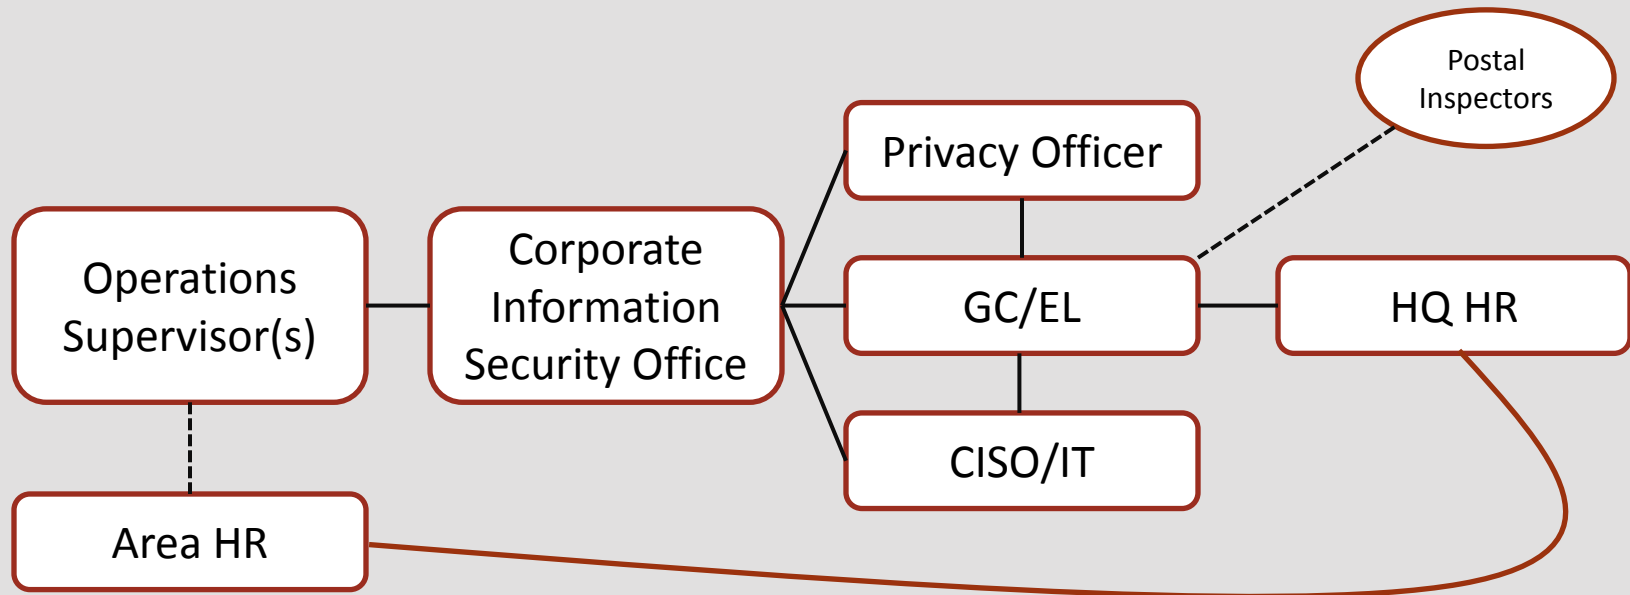 Postal
Inspectors
Privacy Officer
Operations
Supervisor(s)
Corporate
Information
Security Office
GC/EL
HQ HR
CISO/IT
Area HR